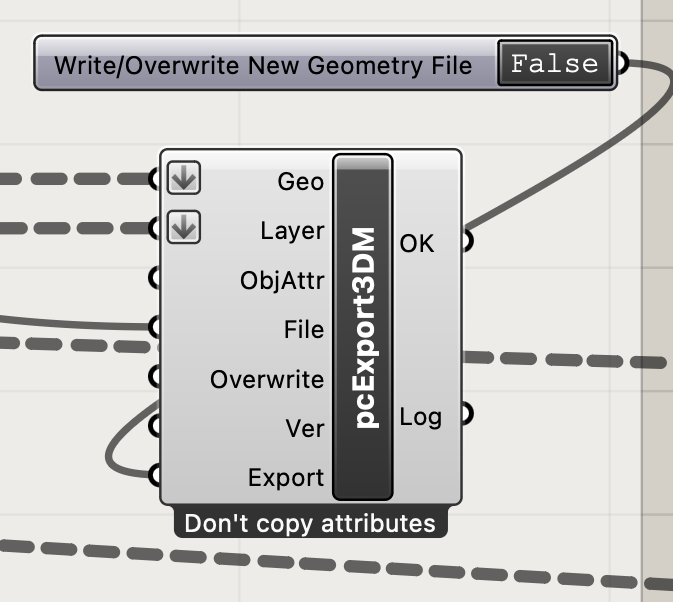 Write/Overwrite New Geometry File False
Geo
Layer
ObjAttr
File
Overwrite
Ver
Export
pcExport3DM
OK
Log
Don't copy attributes